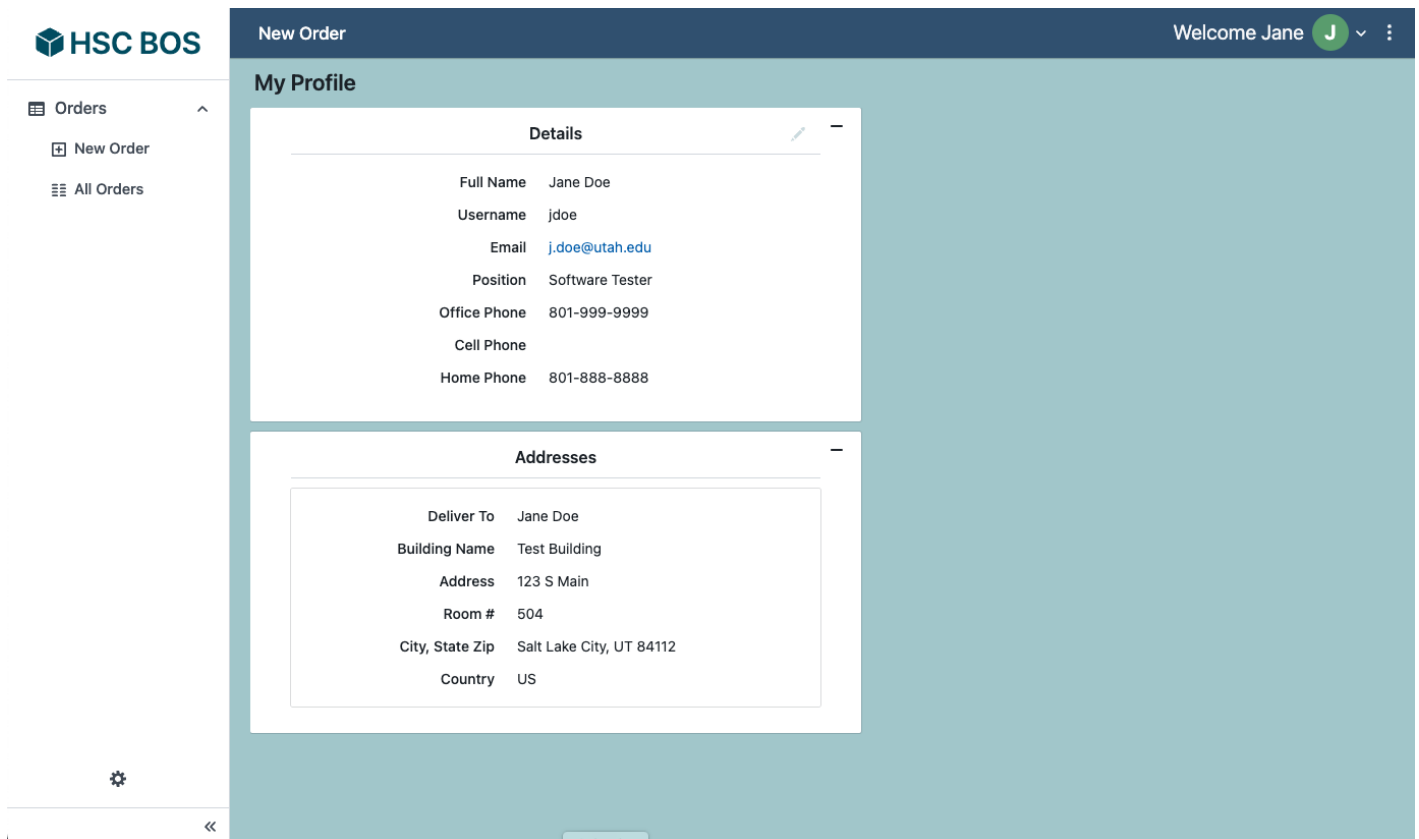 HSC BOS
New Order
Welcome Jane J
Orders
New Order
All Orders
My Profile
Details
Full Name Jane Doe
Username jdoe
Email j.doe@utah.edu
Position Software Tester
Office Phone 801-999-9999
Cell Phone
Home Phone 801-888-8888
Addresses
Deliver To Jane Doe
Building Name Test Building
Address 123 S Main
Room # 504
City, State Zip Salt Lake City, UT 84112
Country US